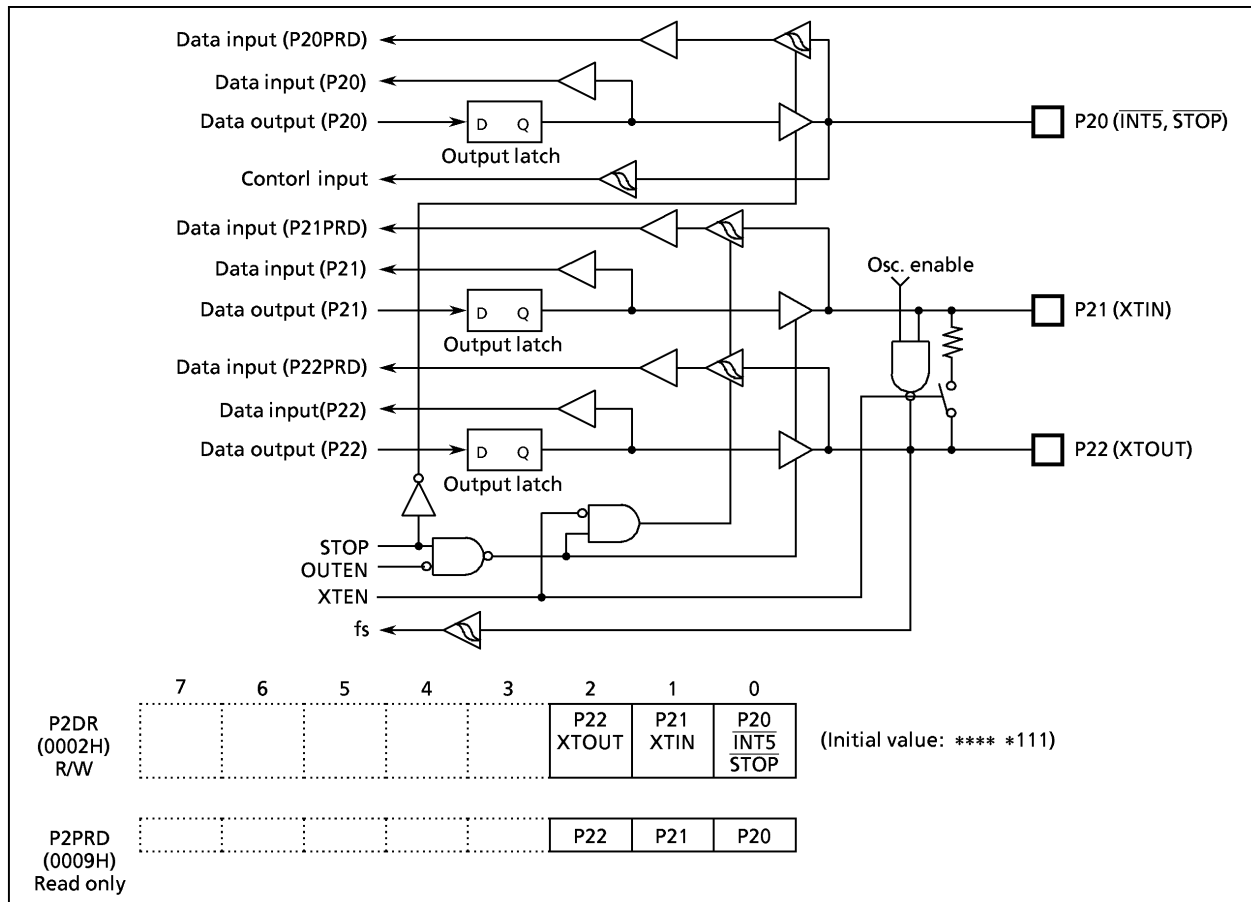 Data input (P20PRD)
Data input (P20)
Data output (P20)
D Q
Output latch
P20 (INT5, STOP)
Contorl input
Data input (P21PRD)
Data input (P21)
Osc. enable
Data output (P21)
D Q
Output latch
P21 (XTIN)
Data input (P22PRD)
Data input(P22)
Data output (P22)
D Q
Output latch
P22 (XTOUT)
STOP
OUTEN
XTEN
fs
7 6 5 4 3 2 1 0
P2DR
(0002H)
R/W
P22
XTOUT
P21
XTIN
P20
INT5
STOP
(Initial value: **** *111)
P2PRD
(0009H)
Read only
P22 P21 P20